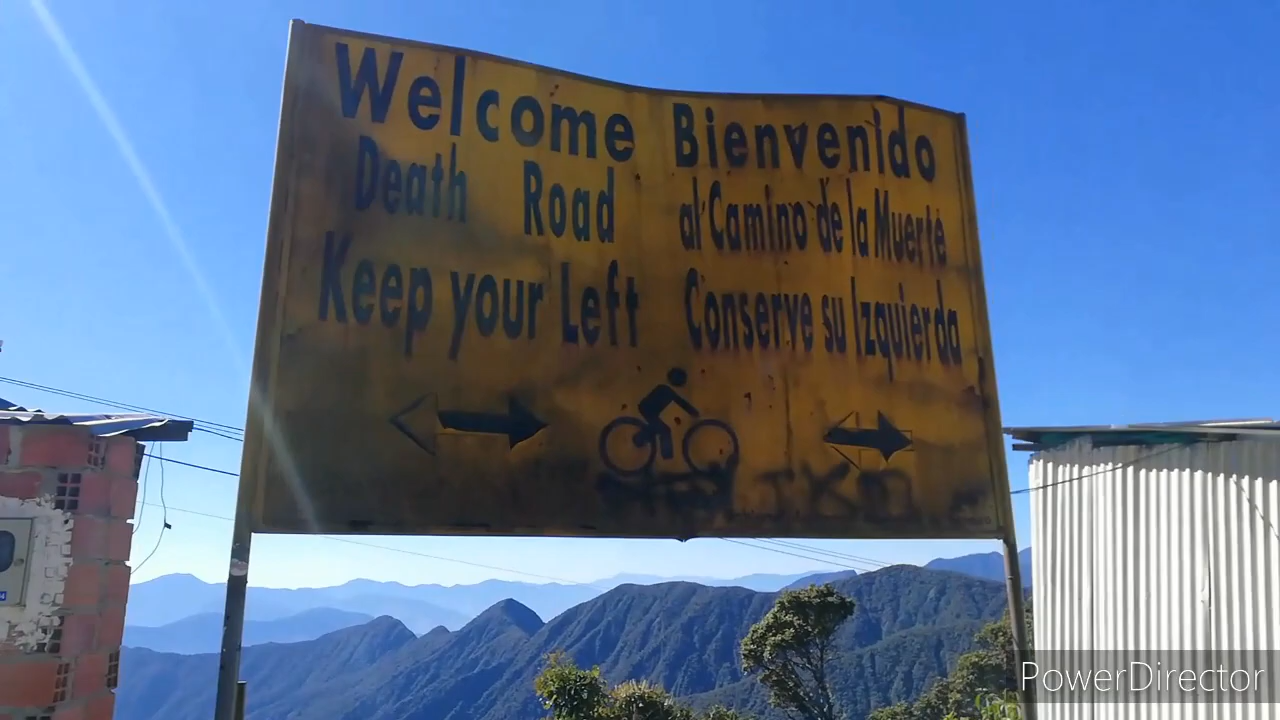 Welcome Bienvenido
Death Road al Camino de la Muerte
Keep your Left Conserve su Izquierda
PowerDirector